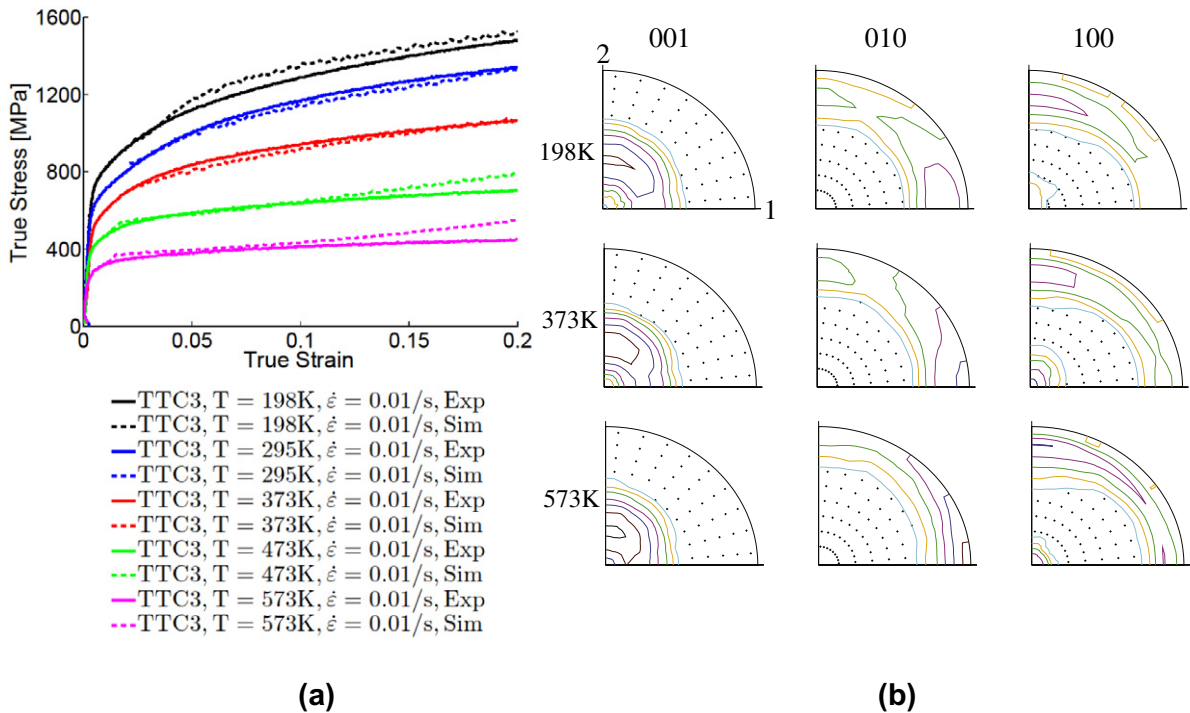 1600
1200
800
400
0
True Stress [MPa]
0 0.05 0.1 0.15 0.2
True Strain
TTC3, T = 198K, ε̇ = 0.01/s, Exp
TTC3, T = 198K, ε̇ = 0.01/s, Sim
TTC3, T = 295K, ε̇ = 0.01/s, Exp
TTC3, T = 295K, ε̇ = 0.01/s, Sim
TTC3, T = 373K, ε̇ = 0.01/s, Exp
TTC3, T = 373K, ε̇ = 0.01/s, Sim
TTC3, T = 473K, ε̇ = 0.01/s, Exp
TTC3, T = 473K, ε̇ = 0.01/s, Sim
TTC3, T = 573K, ε̇ = 0.01/s, Exp
TTC3, T = 573K, ε̇ = 0.01/s, Sim
(a)
001 010 100
2
198K
1
373K
573K
(b)